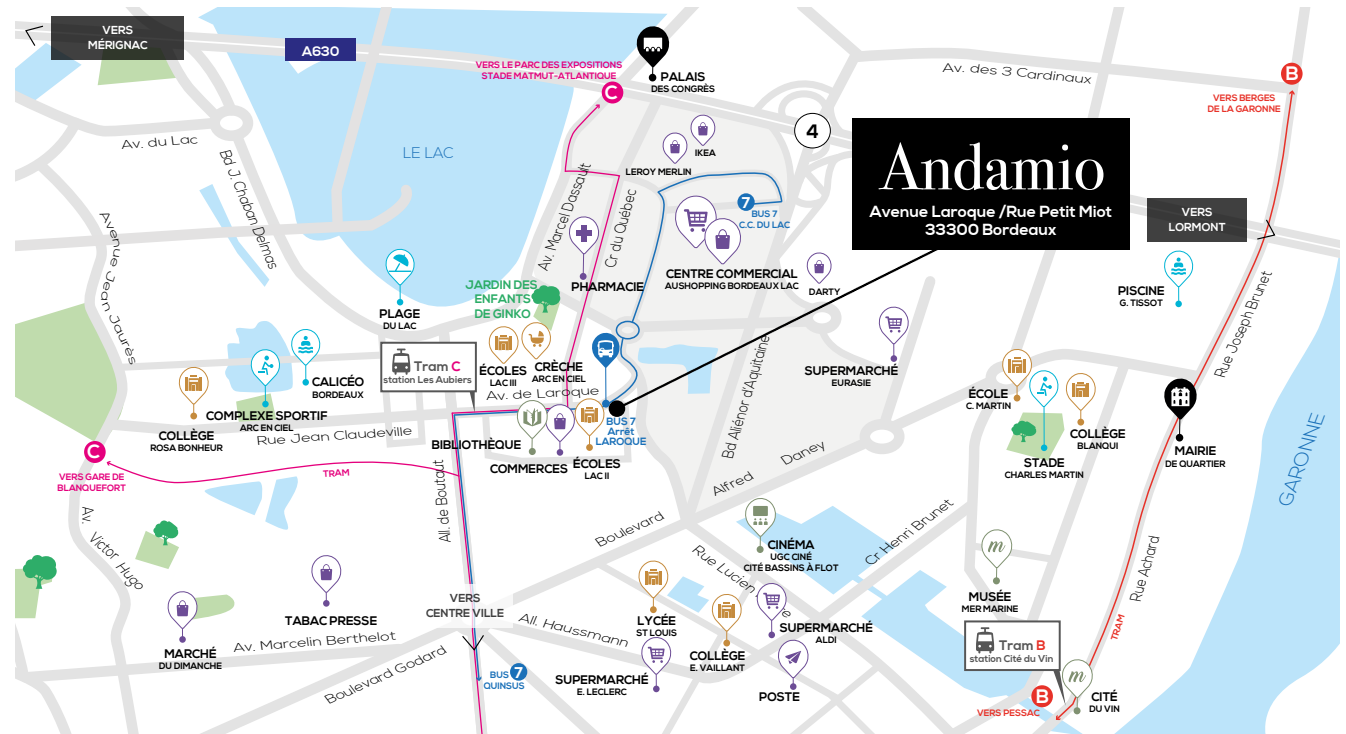 VERS
MÉRIGNAC
A630
VERS LE PARC DES EXPOSITIONS
STADE MATMUT-ATLANTIQUE
C
PALAIS
DES CONGRÈS
Av. des 3 Cardinaux
B
VERS BERGES
DE LA GARONNE
4
Andamio
Avenue Laroque /Rue Petit Miot
33300 Bordeaux
VERS
LORMONT
Av. du Lac
Bd J. Chaban Delmas
LE LAC
IKEA
LEROY MERLIN
Av. Marcel Dassault
Cr du Québec
7
BUS 7
C.C. DU LAC
CENTRE COMMERCIAL
AUSHOPPING BORDEAUX LAC
DARTY
PHARMACIE
Avenue Jean Jaurès
PLAGE
DU LAC
JARDIN DES
ENFANTS
DE GINKO
PISCINE
G. TISSOT
Rue Joseph Brunet
Tram C
station Les Aubiers
ÉCOLES
LAC III
CRÈCHE
ARC EN CIEL
Av. de Laroque
SUPERMARCHÉ
EURASIE
Bd Aliénor d'Aquitaine
CALICÉO
BORDEAUX
COMPLEXE SPORTIF
ARC EN CIEL
COLLÈGE
ROSA BONHEUR
Rue Jean Claudeville
BIBLIOTHÈQUE
COMMERCES
ÉCOLES
LAC II
BUS 7
Arrêt
LAROQUE
ÉCOLE
C. MARTIN
STADE
CHARLES MARTIN
COLLÈGE
BLANQUI
MAIRIE
DE QUARTIER
GARONNE
C
VERS GARE DE
BLANQUEFORT
TRAM
All. de Boutaut
Boulevard Alfred Daney
Av. Victor Hugo
CINÉMA
UGC CINÉ
CITÉ BASSINS À FLOT
Cr Henri Brunet
Rue Lucien
m
MUSÉE
MER MARINE
Rue Achard
TRAM
TABAC PRESSE
VERS
CENTRE VILLE
All. Haussmann
LYCÉE
ST LOUIS
SUPERMARCHÉ
ALDI
COLLÈGE
E. VAILLANT
MARCHÉ
DU DIMANCHE
Av. Marcelin Berthelot
Boulevard Godard
BUS 7
QUINSUS
SUPERMARCHÉ
E. LECLERC
POSTE
Tram B
station Cité du Vin
B
VERS PESSAC
m
CITÉ
DU VIN